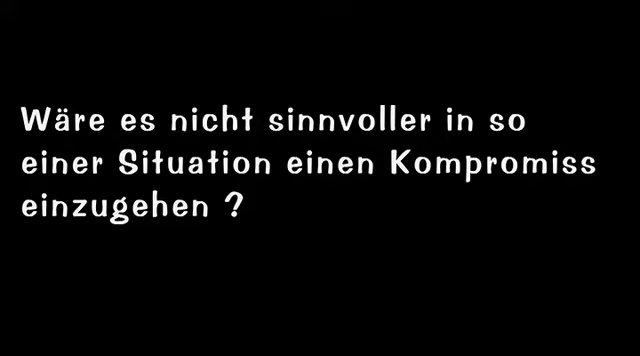 Wäre es nicht sinnvoller in so
einer Situation einen Kompromiss
einzugehen ?